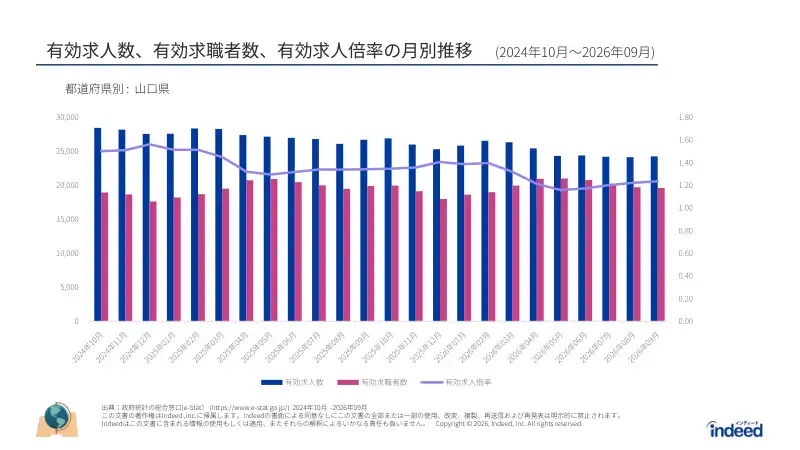 有効求人数、有効求職者数、有効求人倍率の月別推移 (2024年10月～2026年09月)
都道府県別 : 山口県
30,000
25,000
20,000
15,000
10,000
5,000
0
1.80
1.60
1.40
1.20
1.00
0.80
0.60
0.40
0.20
0.00
2024年10月
2024年11月
2024年12月
2025年01月
2025年02月
2025年03月
2025年04月
2025年05月
2025年06月
2025年07月
2025年08月
2025年09月
2025年10月
2025年11月
2025年12月
2026年01月
2026年02月
2026年03月
2026年04月
2026年05月
2026年06月
2026年07月
2026年08月
2026年09月
有効求人数 有効求職者数 有効求人倍率
出典：政府統計の総合窓口(e-Stat) (https://www.e-stat.go.jp/) 2024年10月 –2026年09月
この文書の著作権はIndeed,inc.に帰属します。Indeedの書面による同意なしにこの文書の全部または一部の使用、改変、複製、再送信および再発表は明示的に禁止されます。
Indeedはこの文書に含まれる情報の使用もしくは適用、またそれらの解釈によるいかなる責任も負いません。 Copyright © 2026, Indeed, Inc. All rights reserved.
インディード
indeed